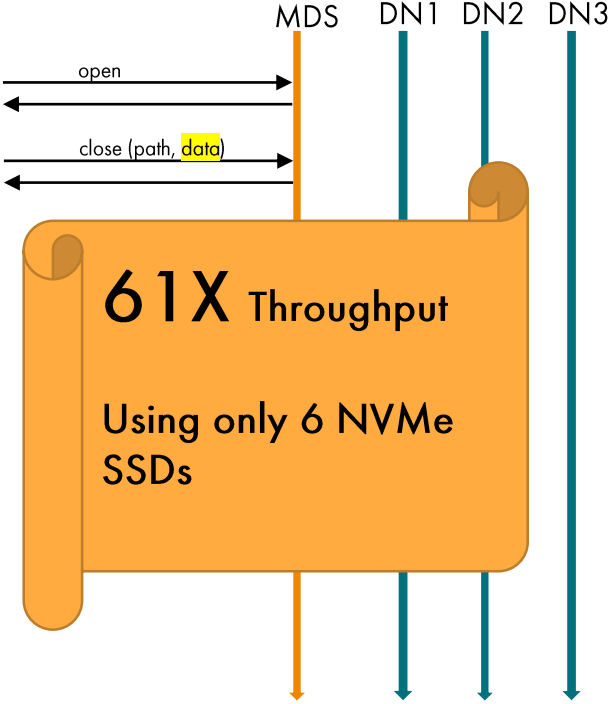 MDS DN1 DN2 DN3
open
close (path, data)
61X Throughput
Using only 6 NVMe
SSDs